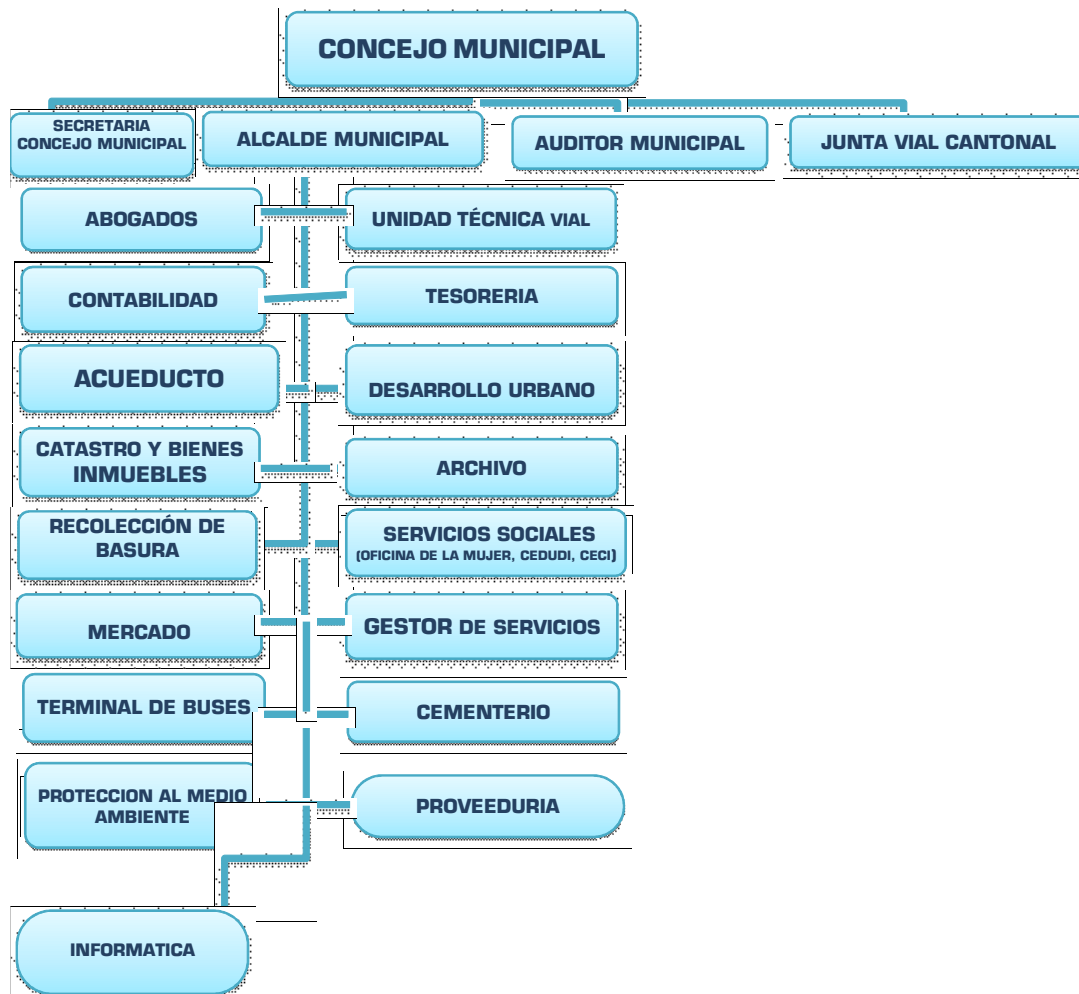 CONCEJO MUNICIPAL
SECRETARIA
CONCEJO MUNICIPAL
ALCALDE MUNICIPAL
AUDITOR MUNICIPAL
JUNTA VIAL CANTONAL
ABOGADOS
UNIDAD TÉCNICA VIAL
CONTABILIDAD
TESORERIA
ACUEDUCTO
DESARROLLO URBANO
CATASTRO Y BIENES
INMUEBLES
ARCHIVO
RECOLECCIÓN DE
BASURA
SERVICIOS SOCIALES
(OFICINA DE LA MUJER, CEDUDI, CECI)
MERCADO
GESTOR DE SERVICIOS
TERMINAL DE BUSES
CEMENTERIO
PROTECCION AL MEDIO
AMBIENTE
PROVEEDURIA
INFORMATICA